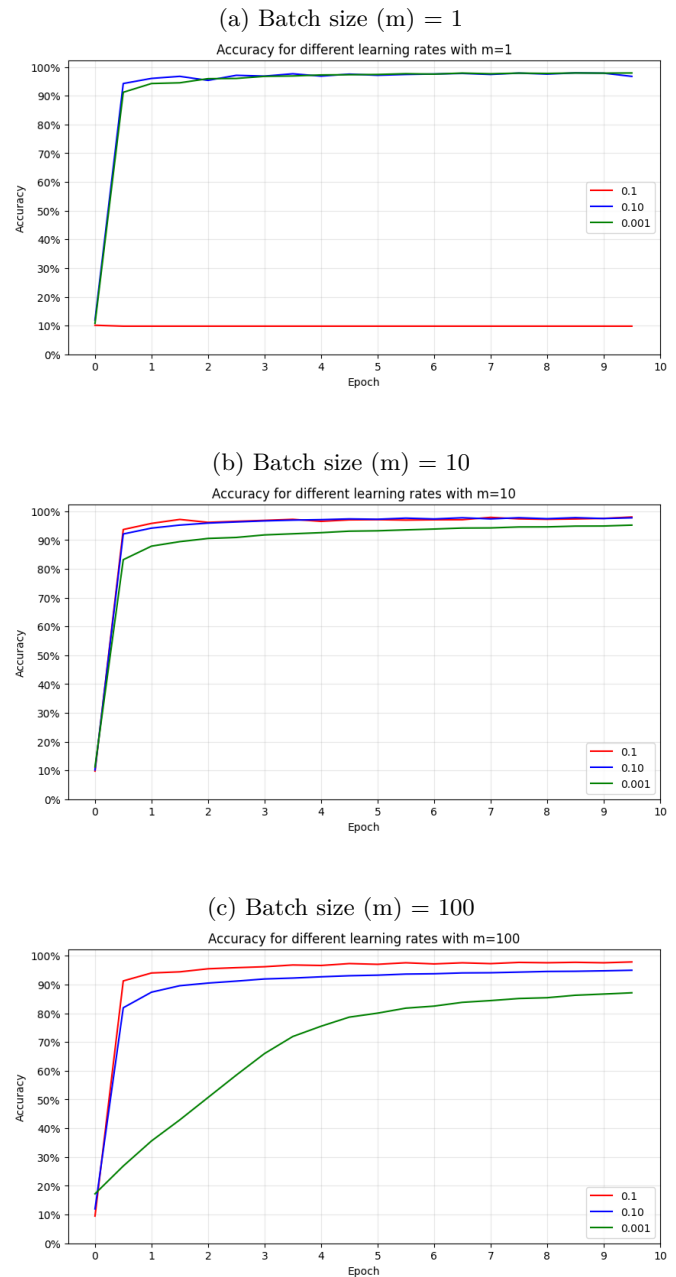 (a) Batch size (m) = 1
Accuracy for different learning rates with m=1
100%
90%
80%
70%
60%
50%
40%
30%
20%
10%
0%
Accuracy
0.1
0.10
0.001
0 1 2 3 4 5 6 7 8 9 10
Epoch
(b) Batch size (m) = 10
Accuracy for different learning rates with m=10
100%
90%
80%
70%
60%
50%
40%
30%
20%
10%
0%
Accuracy
0.1
0.10
0.001
0 1 2 3 4 5 6 7 8 9 10
Epoch
(c) Batch size (m) = 100
Accuracy for different learning rates with m=100
100%
90%
80%
70%
60%
50%
40%
30%
20%
10%
0%
Accuracy
0.1
0.10
0.001
0 1 2 3 4 5 6 7 8 9 10
Epoch